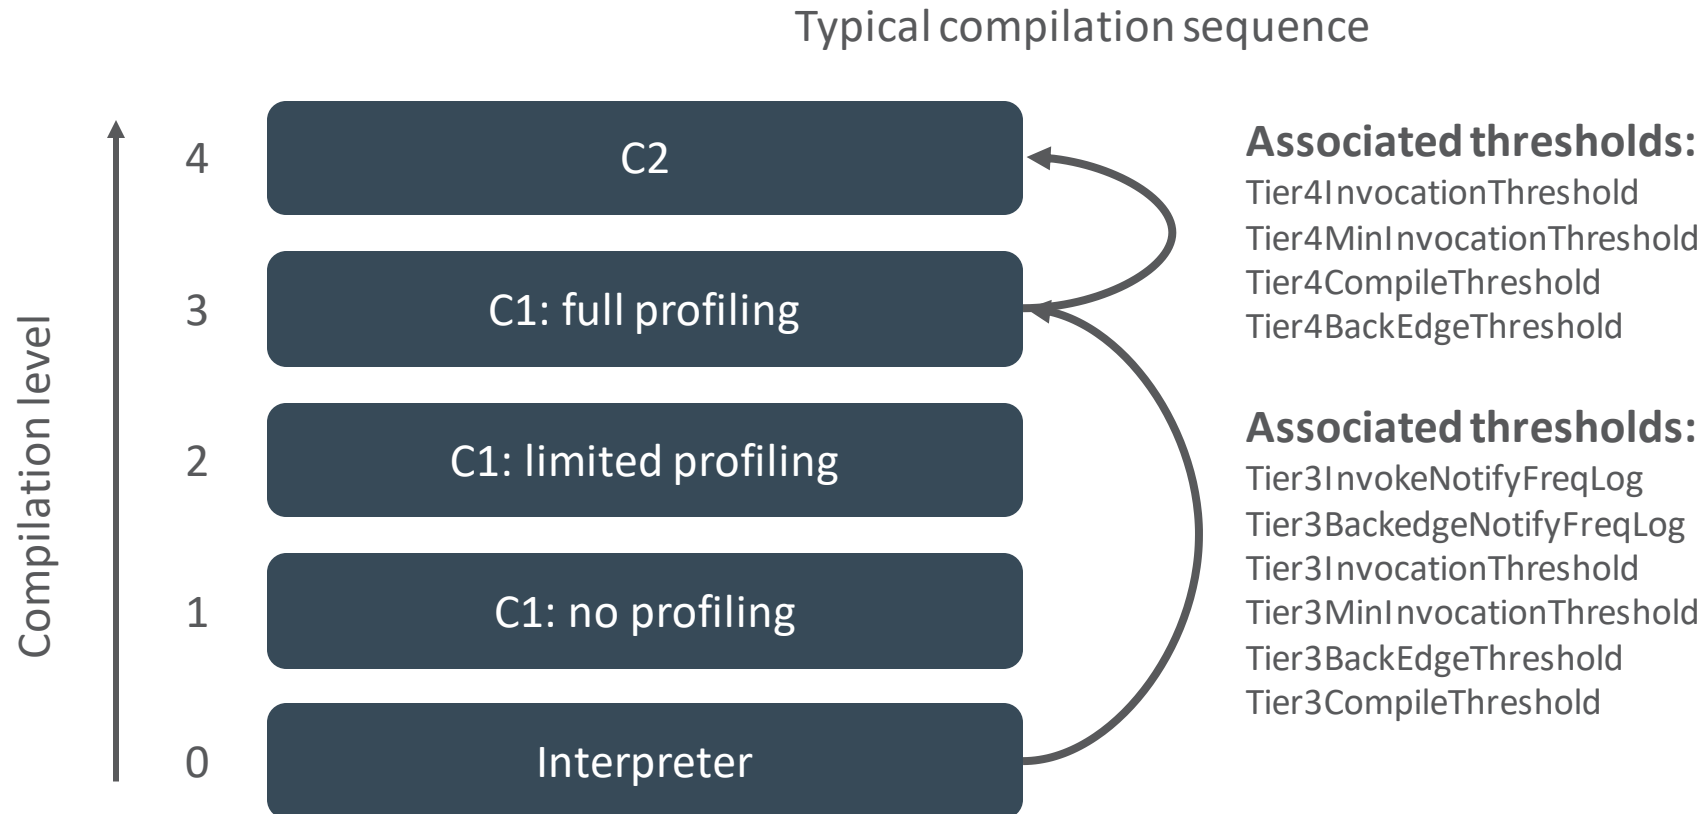 Typical compilation sequence
Compilation level
4
C2
3
C1: full profiling
2
C1: limited profiling
1
C1: no profiling
0
Interpreter
Associated thresholds:
Tier4InvocationThreshold
Tier4MinInvocationThreshold
Tier4CompileThreshold
Tier4BackEdgeThreshold
Associated thresholds:
Tier3InvokeNotifyFreqLog
Tier3BackedgeNotifyFreqLog
Tier3InvocationThreshold
Tier3MinInvocationThreshold
Tier3BackEdgeThreshold
Tier3CompileThreshold